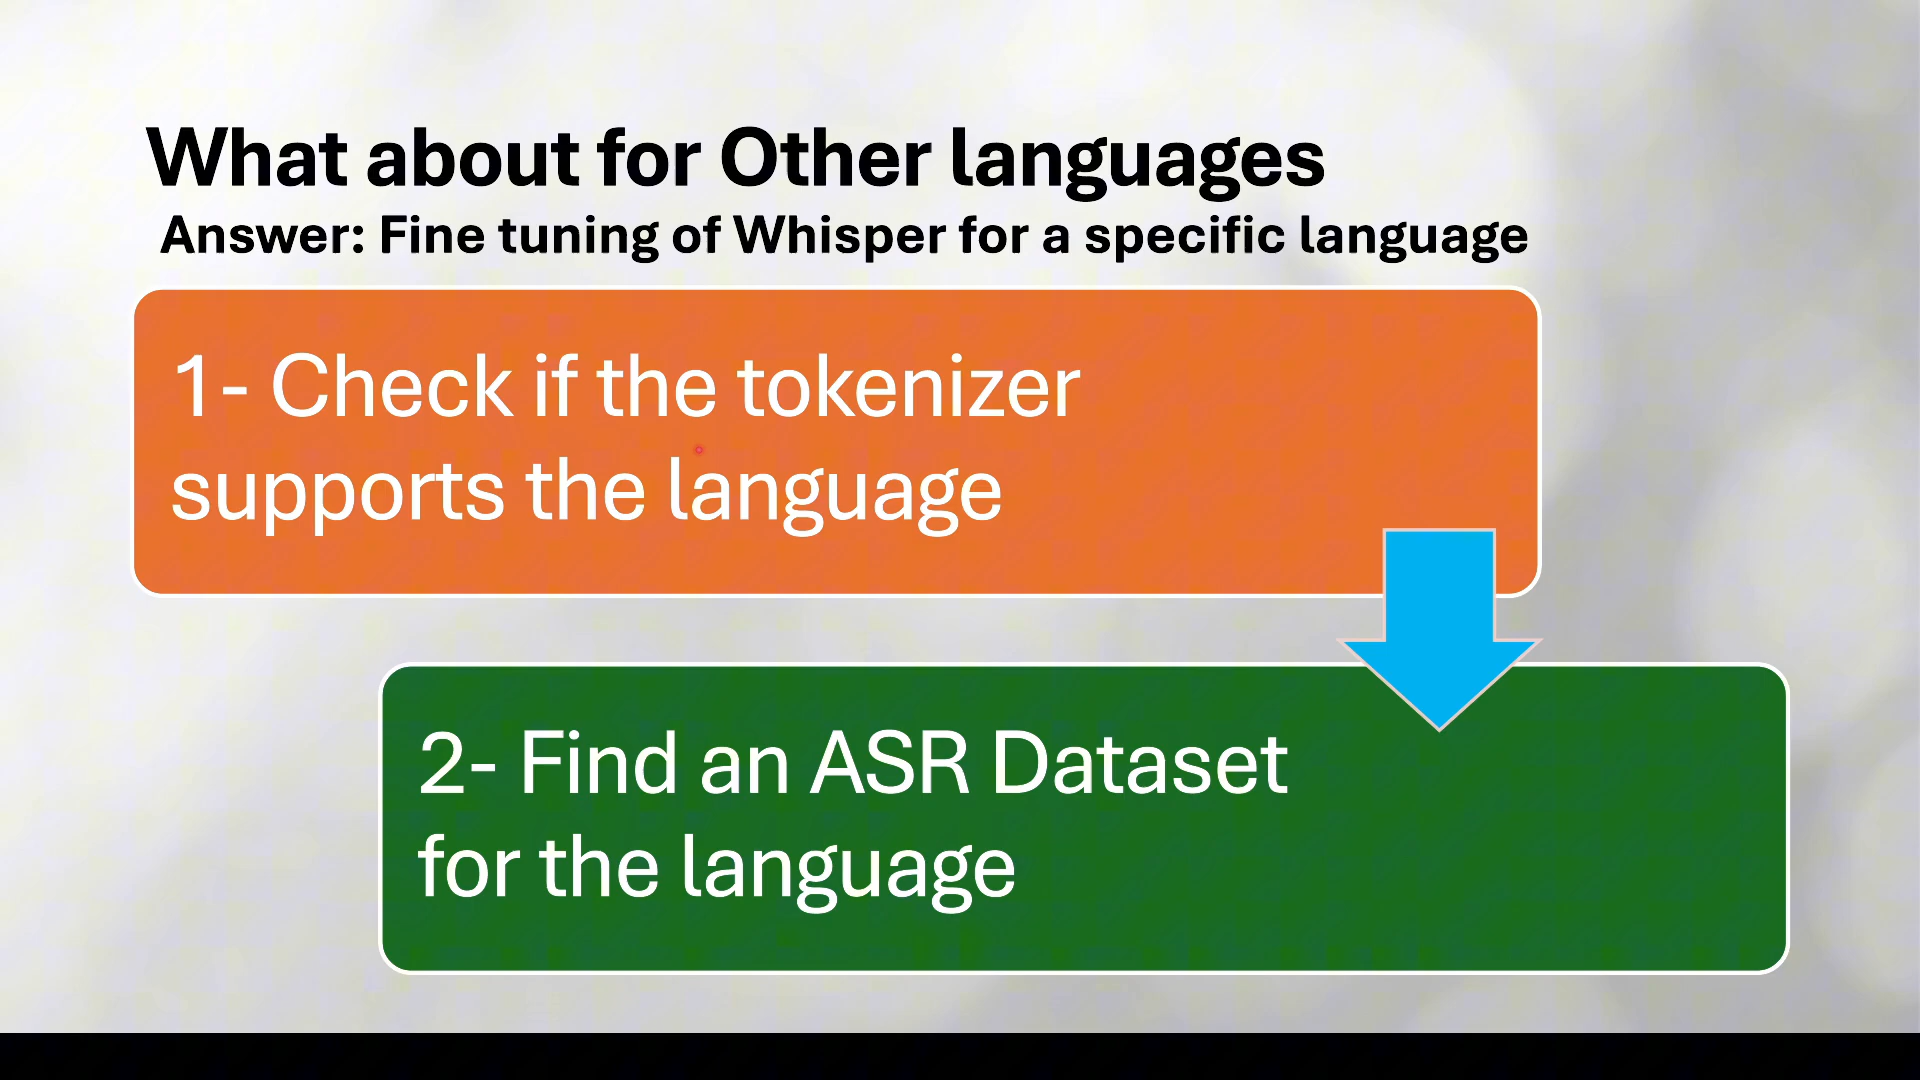 What about for Other languages
Answer: Fine tuning of Whisper for a specific language
1- Check if the tokenizer
supports the language
2- Find an ASR Dataset
for the language